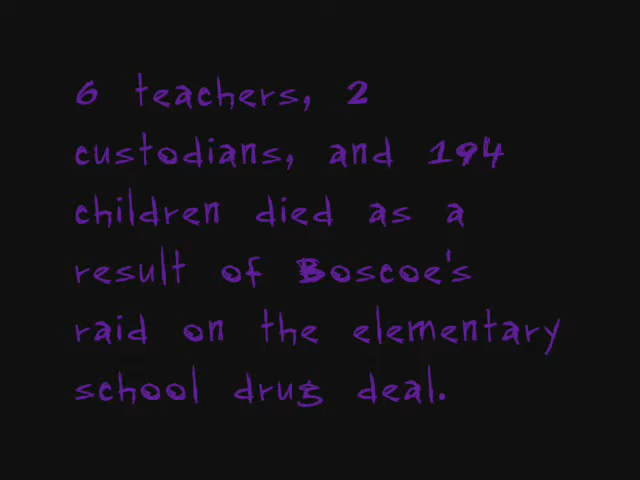 6 teachers, 2
custodians, and 194
children died as a
result of Boscoe's
raid on the elementary
school drug deal.